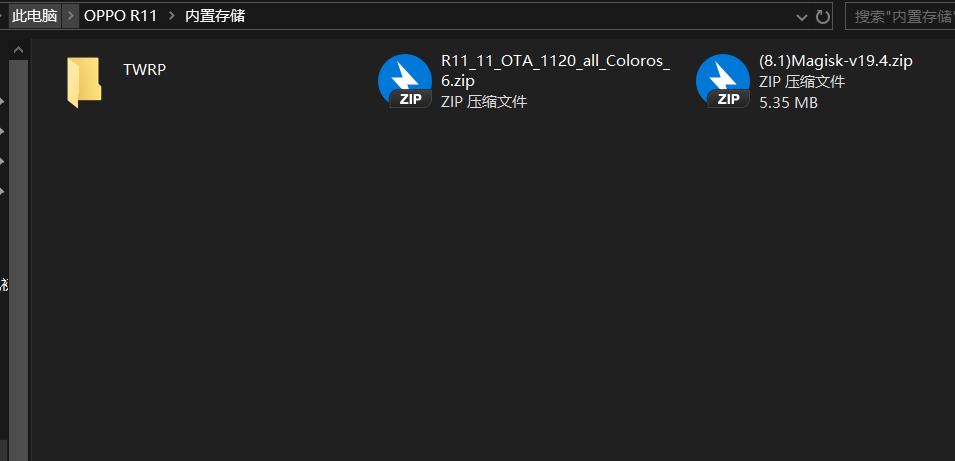 此电脑 OPPO R11 内置存储
搜索"内置存储"
TWRP
R11_11_OTA_1120_all_Coloros_
6.zip
ZIP 压缩文件
ZIP
(8.1)Magisk-v19.4.zip
ZIP 压缩文件
5.35 MB
ZIP